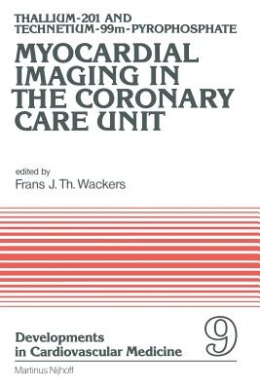 THALLIUM-201 AND
TECHNETIUM-99m-PYROPHOSPHATE
MYOCARDIAL
IMAGING IN
THE CORONARY
CARE UNIT
edited by
Frans J. Th. Wackers
Developments
in Cardiovascular Medicine
9
Martinus Nijhoff